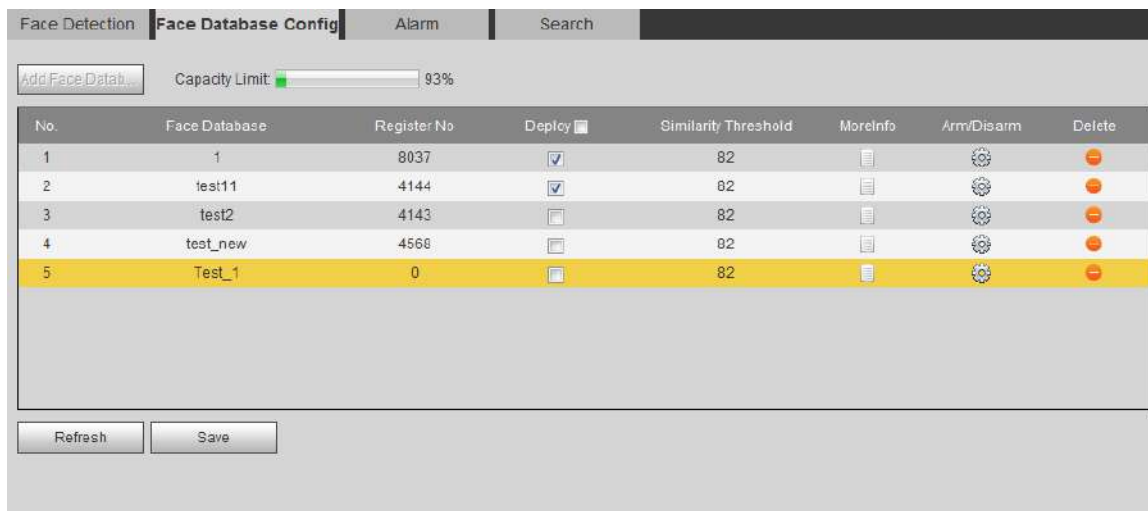 Face Detection Face Database Config Alarm Search
Add Face Datab... Capacity Limit: 93%
No. Face Database Register No Deploy Similarity Threshold MoreInfo Arm/Disarm Delete
1 1 8037 82
2 test11 4144 82
3 test2 4143 82
4 test_new 4568 82
5 Test_1 0 82
Refresh Save